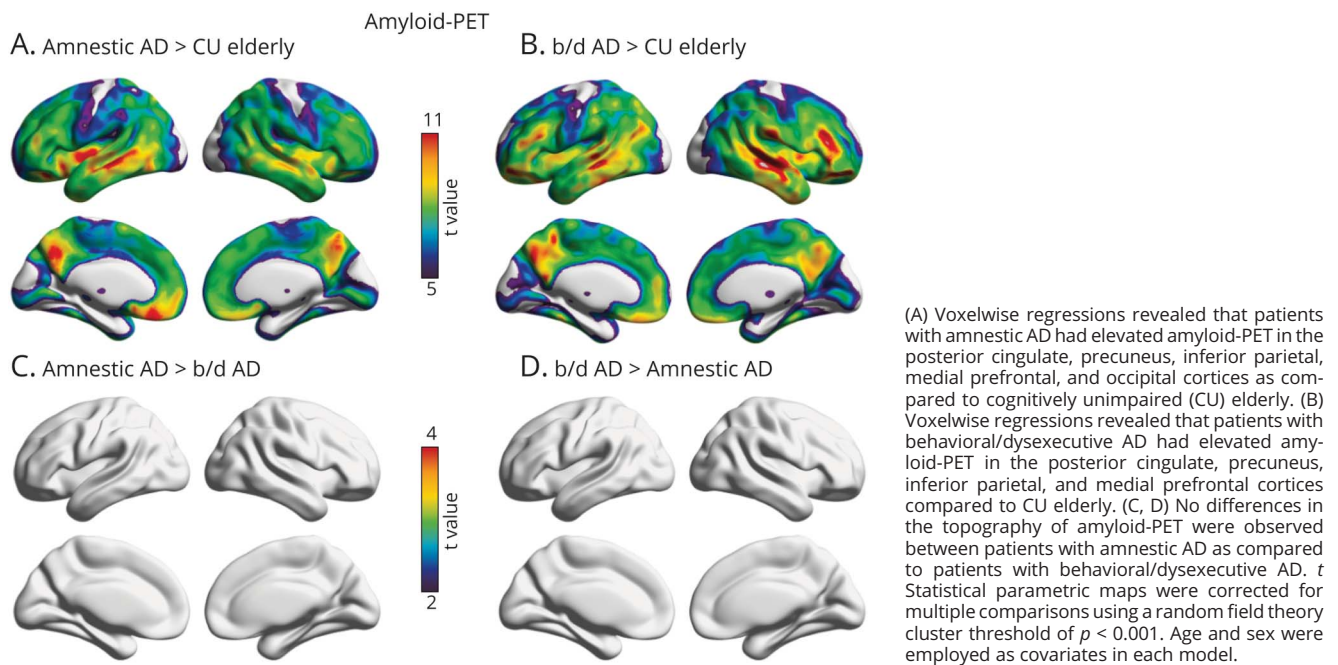 Amyloid-PET
A. Amnestic AD > CU elderly
B. b/d AD > CU elderly
11
t value
5
C. Amnestic AD > b/d AD
D. b/d AD > Amnestic AD
4
t value
2
(A) Voxelwise regressions revealed that patients
with amnestic AD had elevated amyloid-PET in the
posterior cingulate, precuneus, inferior parietal,
medial prefrontal, and occipital cortices as com-
pared to cognitively unimpaired (CU) elderly. (B)
Voxelwise regressions revealed that patients with
behavioral/dysexecutive AD had elevated amy-
loid-PET in the posterior cingulate, precuneus,
inferior parietal, and medial prefrontal cortices
compared to CU elderly. (C, D) No differences in
the topography of amyloid-PET were observed
between patients with amnestic AD as compared
to patients with behavioral/dysexecutive AD. t
Statistical parametric maps were corrected for
multiple comparisons using a random field theory
cluster threshold of p < 0.001. Age and sex were
employed as covariates in each model.